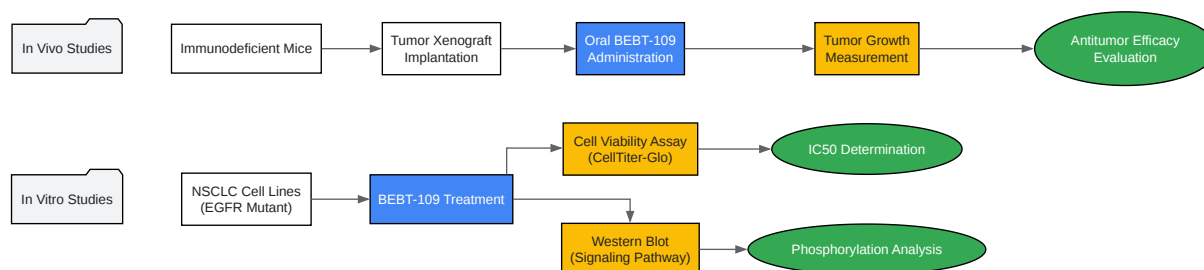 In Vivo Studies
Immunodeficient Mice
Tumor Xenograft
Implantation
Oral BEBT-109
Administration
Tumor Growth
Measurement
Antitumor Efficacy
Evaluation
In Vitro Studies
NSCLC Cell Lines
(EGFR Mutant)
BEBT-109 Treatment
Cell Viability Assay
(CellTiter-Glo)
IC50 Determination
Western Blot
(Signaling Pathway)
Phosphorylation Analysis